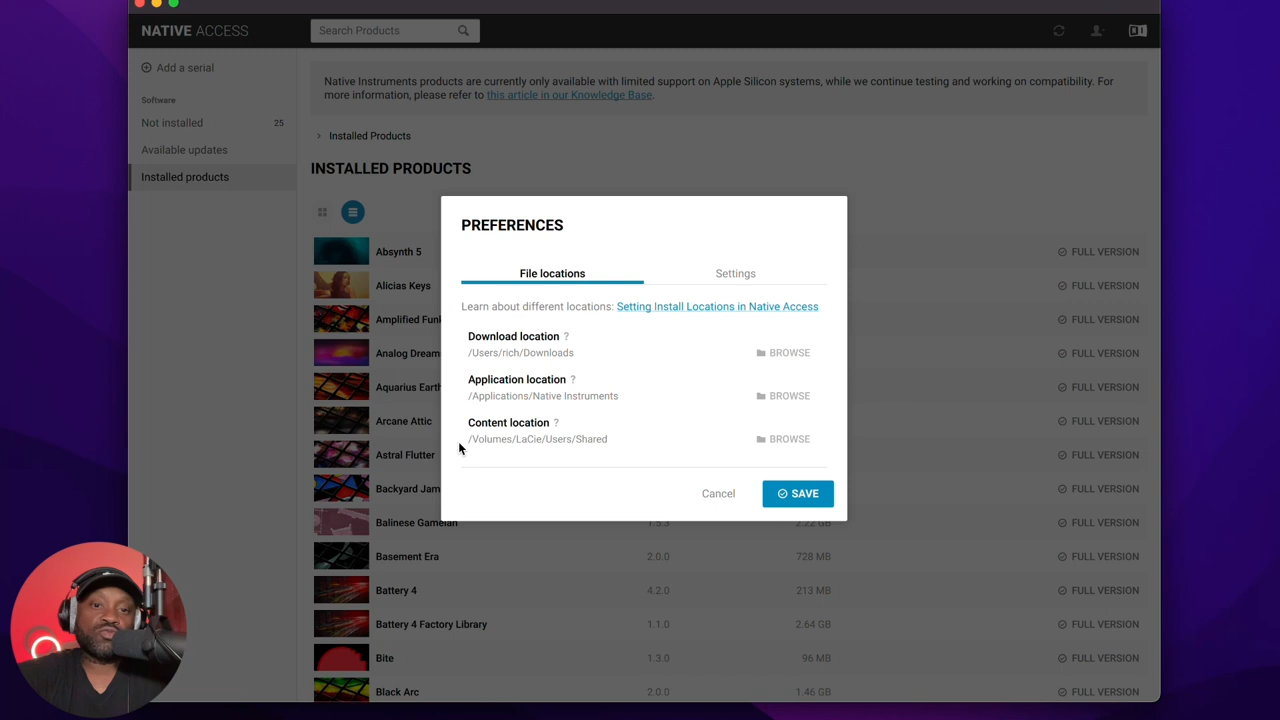 NATIVE ACCESS
Search Products
Add a serial
Software
Not installed 25
Available updates
Installed products
Native Instruments products are currently only available with limited support on Apple Silicon systems, while we continue testing and working on compatibility. For
more information, please refer to this article in our Knowledge Base.
> Installed Products
INSTALLED PRODUCTS
PREFERENCES
File locations Settings
Learn about different locations: Setting Install Locations in Native Access
Download location ?
/Users/rich/Downloads BROWSE
Application location ?
/Applications/Native Instruments BROWSE
Content location ?
/Volumes/LaCie/Users/Shared BROWSE
Cancel SAVE
Absynth 5 FULL VERSION
Alicias Keys FULL VERSION
Amplified Fun FULL VERSION
Analog Dream FULL VERSION
Aquarius Earth FULL VERSION
Arcane Attic FULL VERSION
Astral Flutter FULL VERSION
Backyard Jam FULL VERSION
Balinese Gamelan 1.5.3 2.22 GB FULL VERSION
Basement Era 2.0.0 728 MB FULL VERSION
Battery 4 4.2.0 213 MB FULL VERSION
Battery 4 Factory Library 1.1.0 2.64 GB FULL VERSION
Bite 1.3.0 96 MB FULL VERSION
Black Arc 2.0.0 1.46 GB FULL VERSION